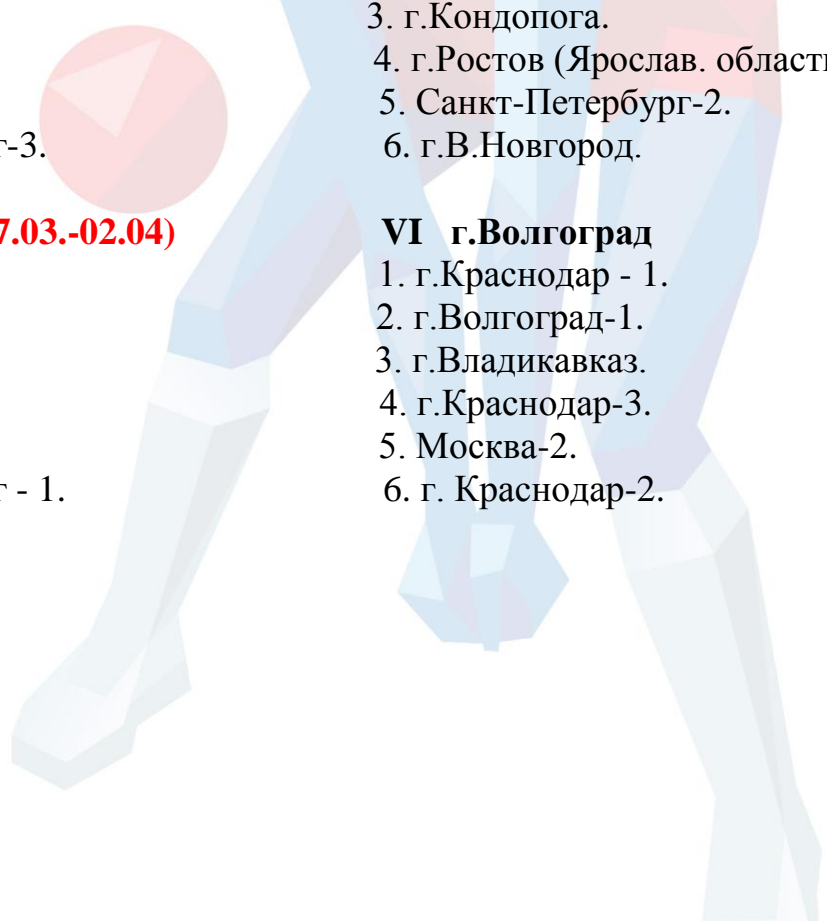 3. г.Кондопога.
4. г.Ростов (Ярослав. области
5. Санкт-Петербург-2.
г-3. 6. г.В.Новгород.
7.03.-02.04) VI г.Волгоград
1. г.Краснодар - 1.
2. г.Волгоград-1.
3. г.Владикавказ.
4. г.Краснодар-3.
5. Москва-2.
г - 1. 6. г. Краснодар-2.